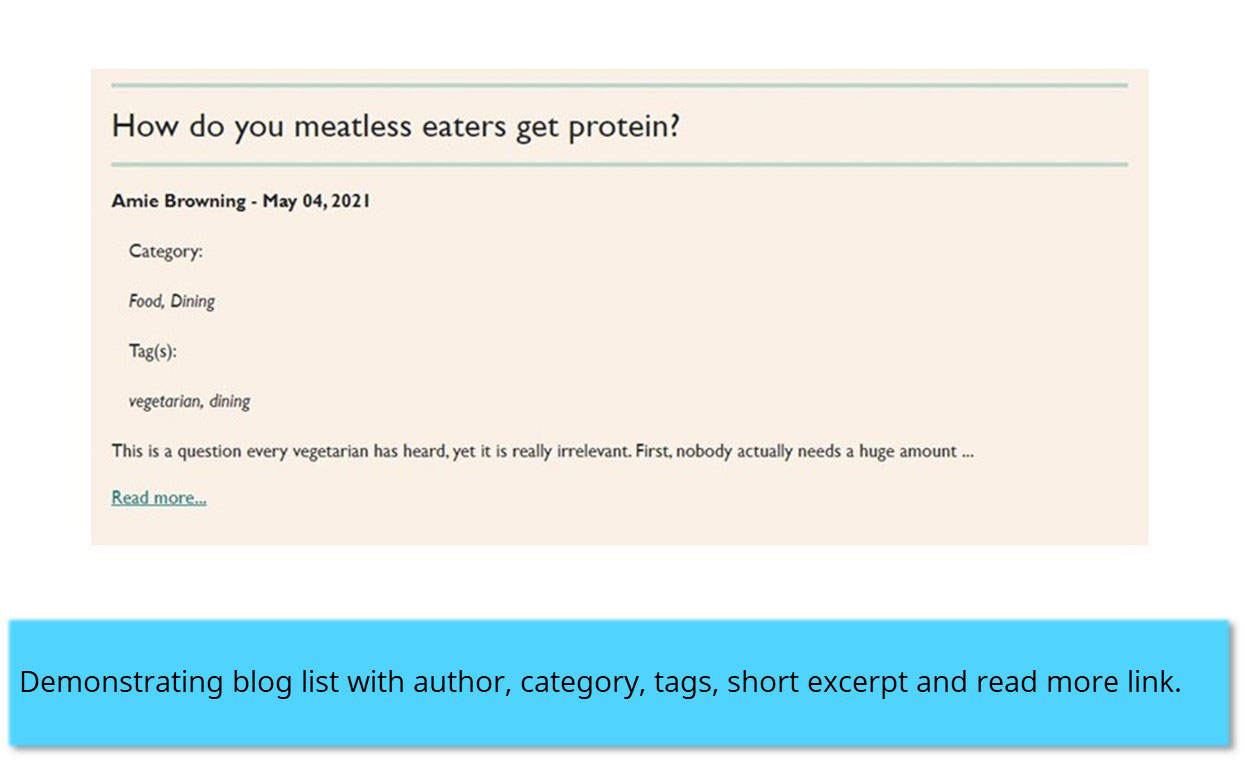 How do you meatless eaters get protein?
Amie Browning - May 04, 2021
Category:
Food, Dining
Tag(s):
vegetarian, dining
This is a question every vegetarian has heard, yet it is really irrelevant. First, nobody actually needs a huge amount ...
Read more...
Demonstrating blog list with author, category, tags, short excerpt and read more link.